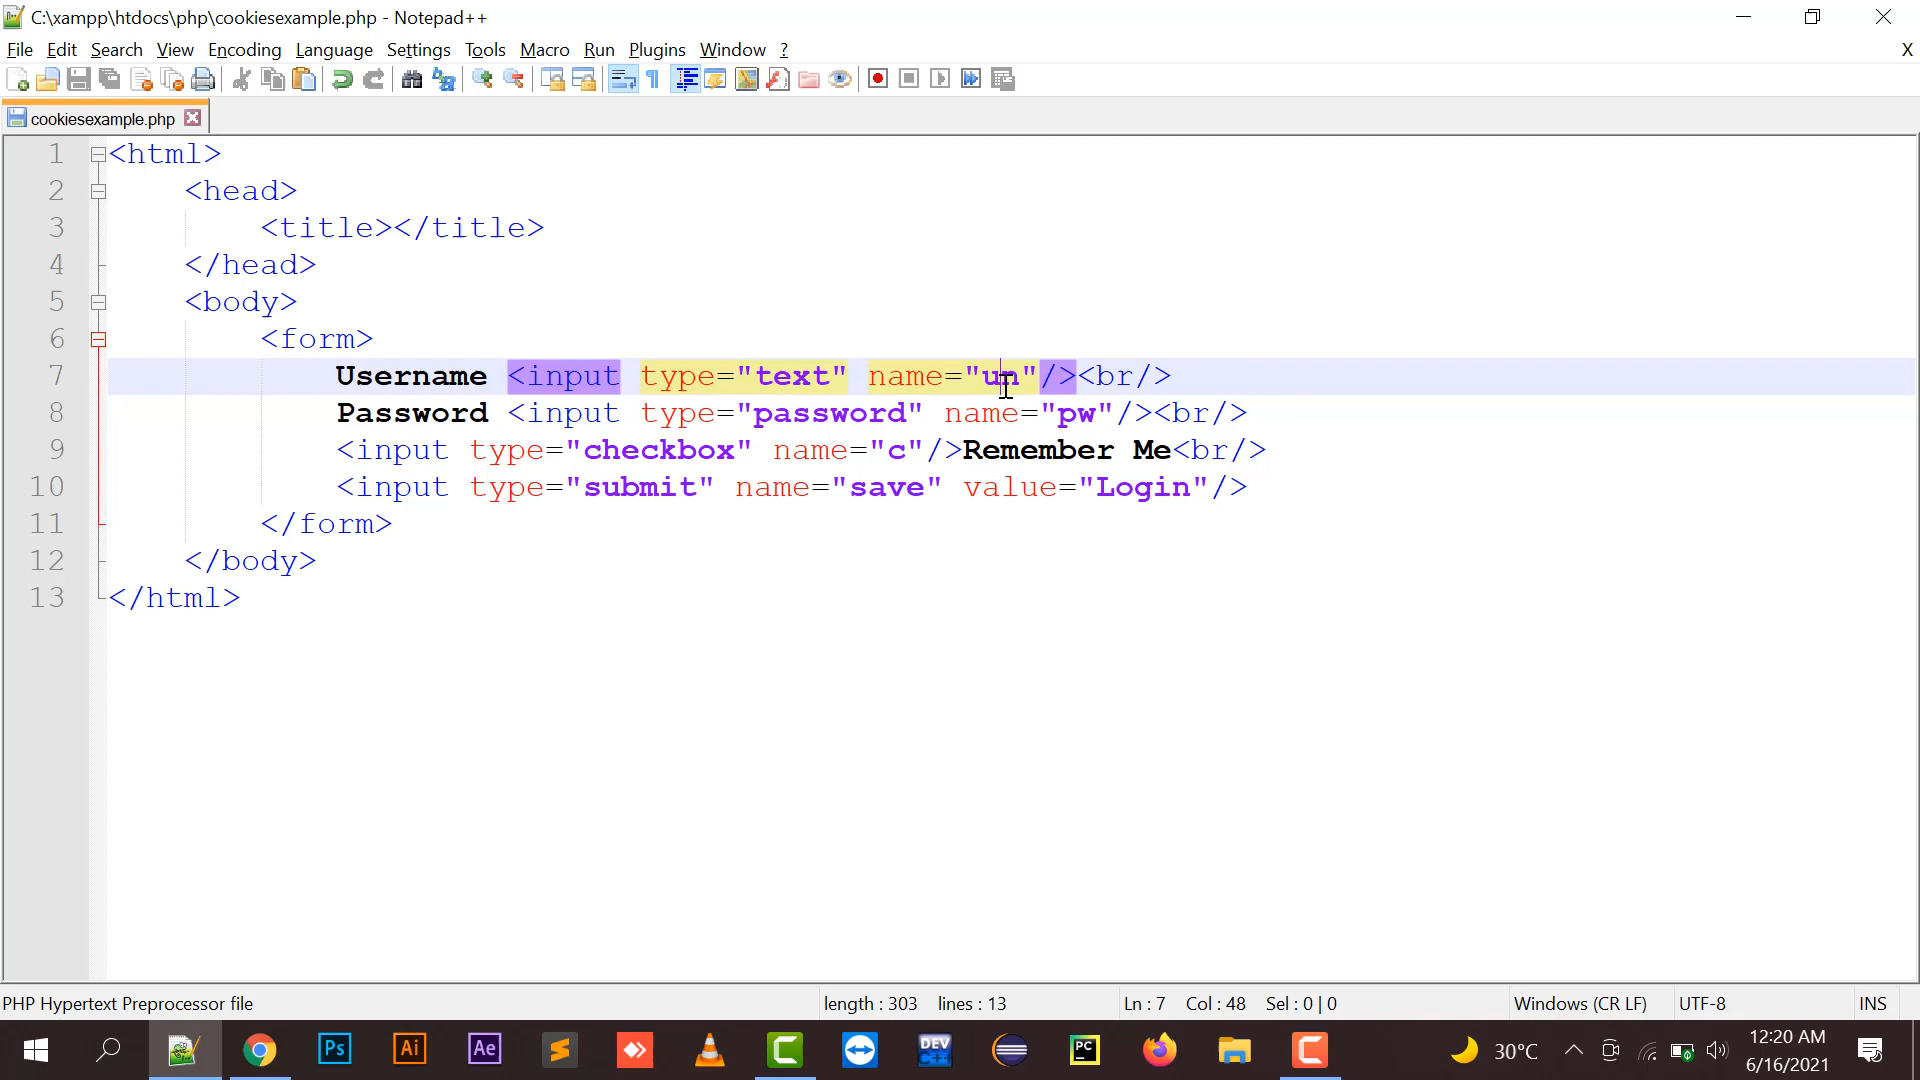 C:\xampp\htdocs\php\cookiesexample.php - Notepad++
File Edit Search View Encoding Language Settings Tools Macro Run Plugins Window ? X
cookiesexample.php
1 <html>
2 <head>
3 <title></title>
4 </head>
5 <body>
6 <form>
7 Username <input type="text" name="un"/><br/>
8 Password <input type="password" name="pw"/><br/>
9 <input type="checkbox" name="c"/>Remember Me<br/>
10 <input type="submit" name="save" value="Login"/>
11 </form>
12 </body>
13 </html>
PHP Hypertext Preprocessor file length : 303 lines : 13 Ln : 7 Col : 48 Sel : 0 | 0 Windows (CR LF) UTF-8 INS
Ps Ai Ae DEV C++ PC 30°C 12:20 AM
6/16/2021